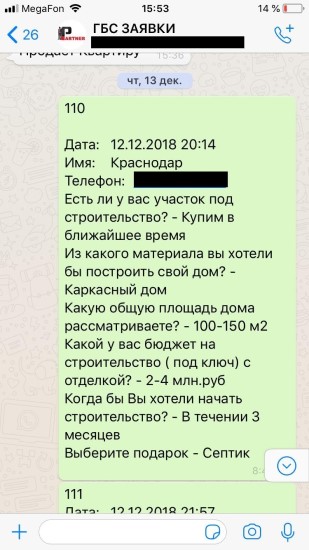 MegaFon 15:53 14 %
26 ГБС ЗАЯВКИ
PARTNER
Продает Квартиру 15:36
чт, 13 дек.
110
Дата: 12.12.2018 20:14
Имя: Краснодар
Телефон:
Есть ли у вас участок под
строительство? - Купим в
ближайшее время
Из какого материала вы хотели
бы построить свой дом? -
Каркасный дом
Какую общую площадь дома
рассматриваете? - 100-150 м2
Какой у вас бюджет на
строительство ( под ключ) с
отделкой? - 2-4 млн.руб
Когда бы Вы хотели начать
строительство? - В течении 3
месяцев
Выберите подарок - Септик
111
Дата: 12.12.2018 21:57